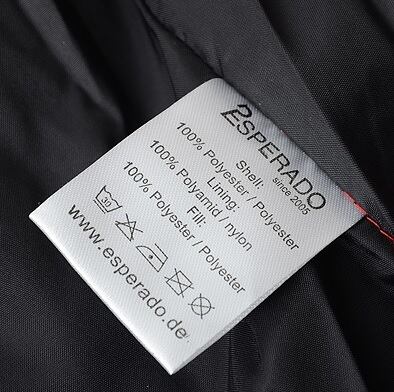 ESPERADO
since 2005
Shell:
100% Polyester / Polyester
Lining:
100% Polyamid / nylon
Fill:
100% Polyester / Polyester
30
www.esperado.de